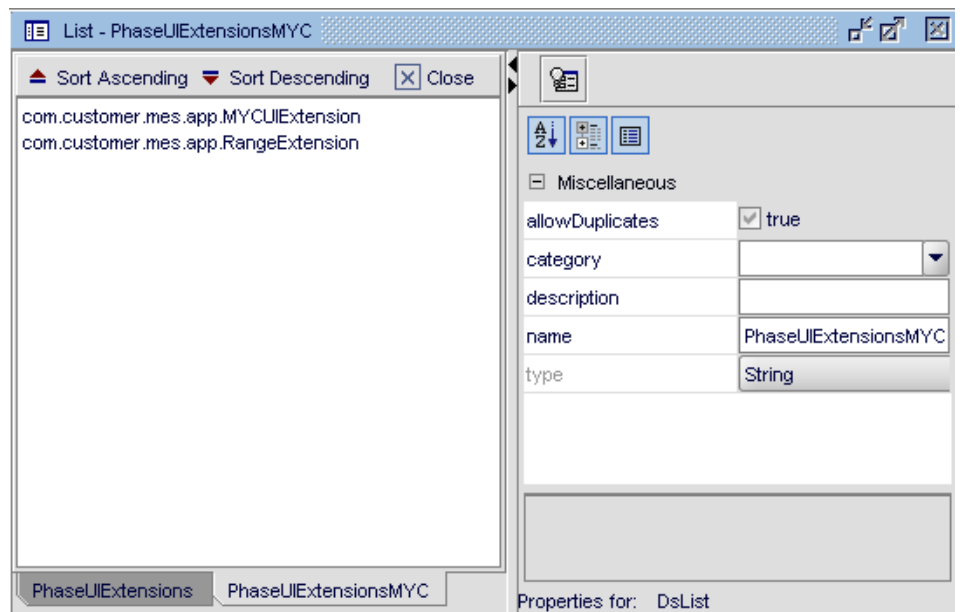 List - PhaseUIExtensionsMYC
Sort Ascending Sort Descending Close
com.customer.mes.app.MYCUIExtension
com.customer.mes.app.RangeExtension
PhaseUIExtensions PhaseUIExtensionsMYC
A
Z
Miscellaneous
allowDuplicates true
category
description
name PhaseUIExtensionsMYC
type String
Properties for: DsList